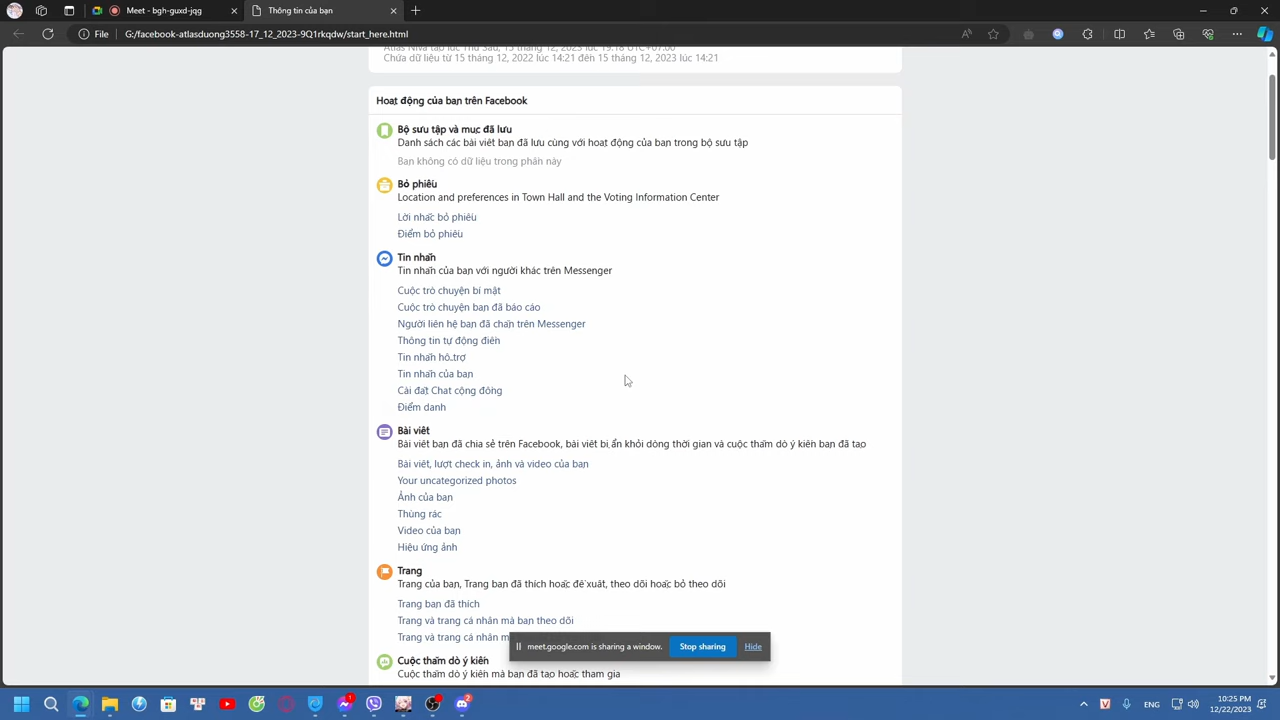 Meet - bgh-guxd-jqg
Thông tin của bạn
File
G:/facebook-atlasduong3558-17_12_2023-9Q1rkqdw/start_here.html
Chứa dữ liệu từ 15 tháng 12, 2022 lúc 14:21 đến 15 tháng 12, 2023 lúc 14:21
Hoạt động của bạn trên Facebook
Bộ sưu tập và mục đã lưu
Danh sách các bài viết bạn đã lưu cùng với hoạt động của bạn trong bộ sưu tập
Bạn không có dữ liệu trong phần này
Bỏ phiếu
Location and preferences in Town Hall and the Voting Information Center
Lời nhắc bỏ phiếu
Điểm bỏ phiếu
Tin nhắn
Tin nhắn của bạn với người khác trên Messenger
Cuộc trò chuyện bí mật
Cuộc trò chuyện bạn đã báo cáo
Người liên hệ bạn đã chặn trên Messenger
Thông tin tự động điền
Tin nhắn hỗ trợ
Tin nhắn của bạn
Cài đặt Chat cộng đồng
Điểm danh
Bài viết
Bài viết bạn đã chia sẻ trên Facebook, bài viết bị ẩn khỏi dòng thời gian và cuộc thăm dò ý kiến bạn đã tạo
Bài viết, lượt check in, ảnh và video của bạn
Your uncategorized photos
Ảnh của bạn
Thùng rác
Video của bạn
Hiệu ứng ảnh
Trang
Trang của bạn, Trang bạn đã thích hoặc đề xuất, theo dõi hoặc bỏ theo dõi
Trang bạn đã thích
Trang và trang cá nhân mà bạn theo dõi
Trang và trang cá nhân m
meet.google.com is sharing a window.
Stop sharing
Hide
Cuộc thăm dò ý kiến
Cuộc thăm dò ý kiến mà bạn đã tạo hoặc tham gia
1
2
V
10:25 PM
12/22/2023